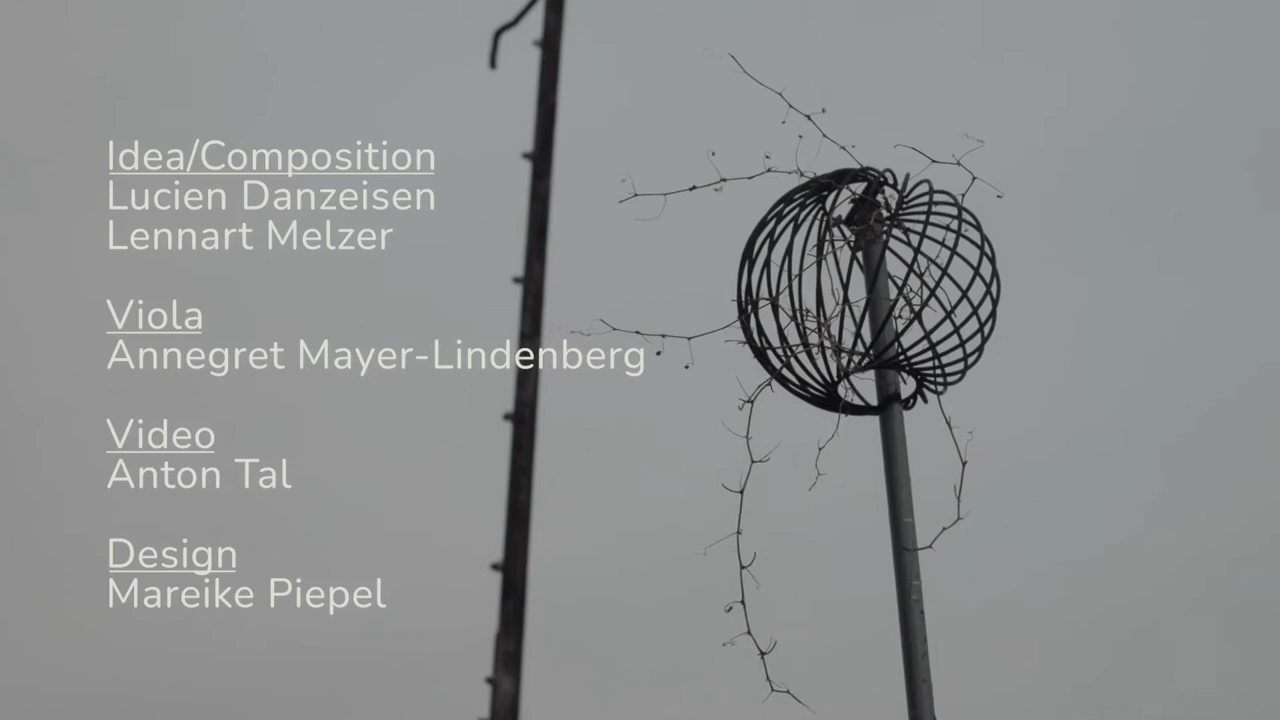 Idea/Composition
Lucien Danzeisen
Lennart Melzer
Viola
Annegret Mayer-Lindenberg
Video
Anton Tal
Design
Mareike Piepel